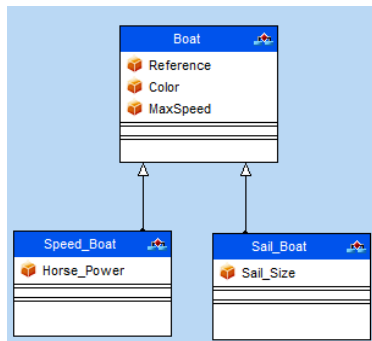 Boat
Reference
Color
MaxSpeed
Speed_Boat
Horse_Power
Sail_Boat
Sail_Size